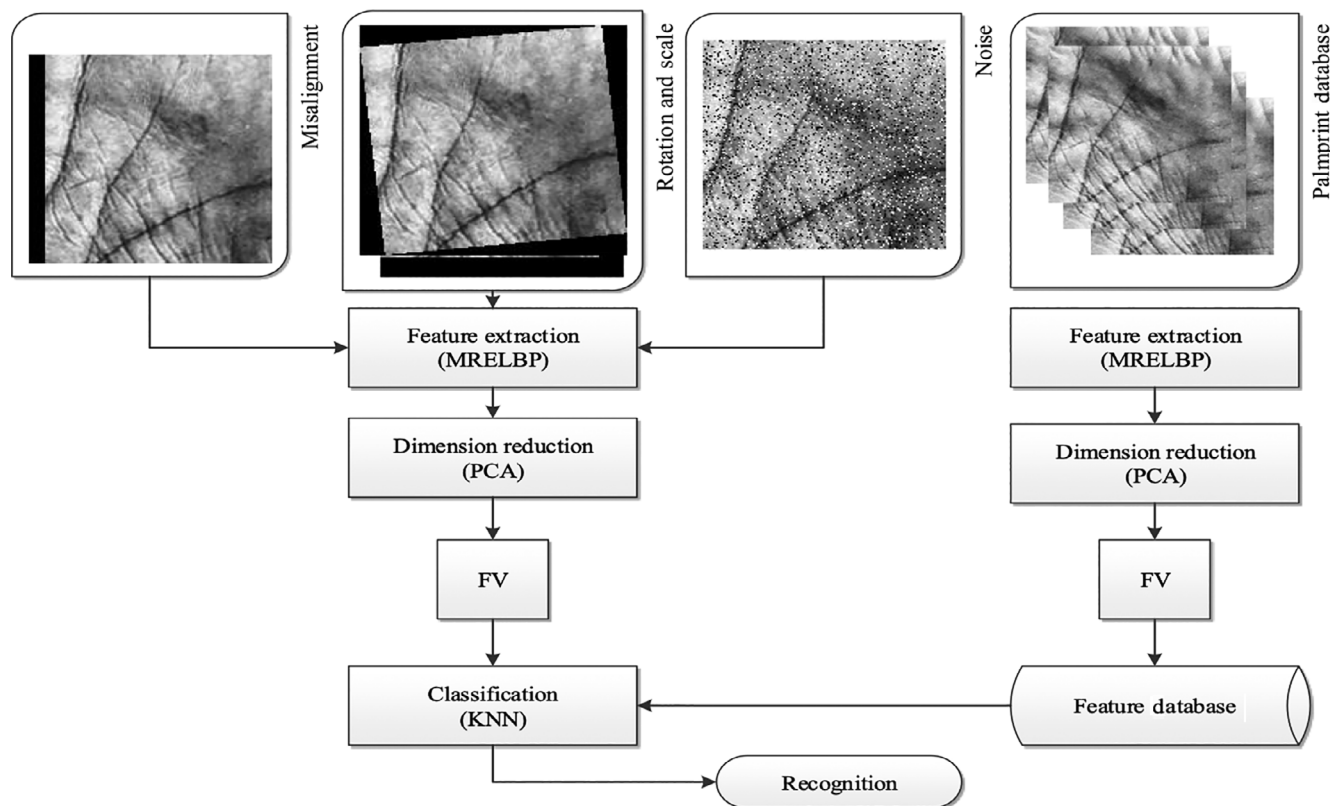 Misalignment
Rotation and scale
Noise
Palmprint database
Feature extraction
(MRELBP)
Feature extraction
(MRELBP)
Dimension reduction
(PCA)
Dimension reduction
(PCA)
FV
FV
Classification
(KNN)
Feature database
Recognition